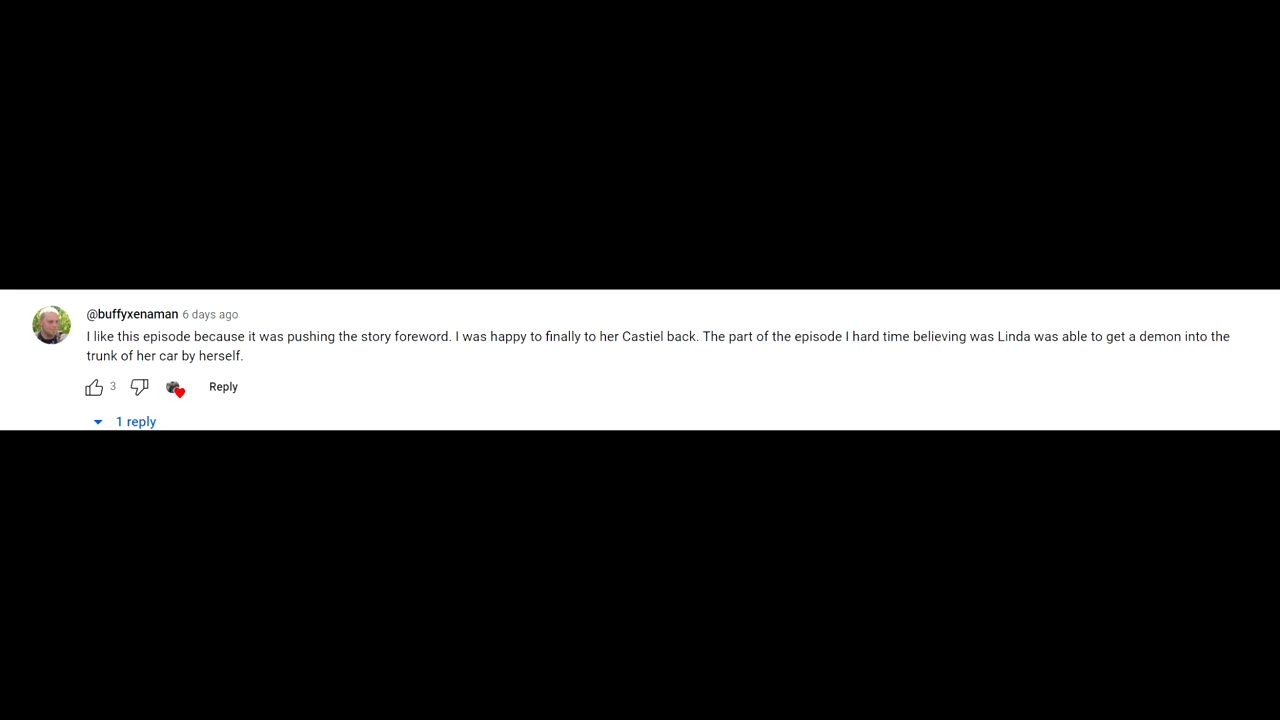 @buffyxenaman 6 days ago
I like this episode because it was pushing the story foreword. I was happy to finally to her Castiel back. The part of the episode I hard time believing was Linda was able to get a demon into the
trunk of her car by herself.
3 Reply
1 reply